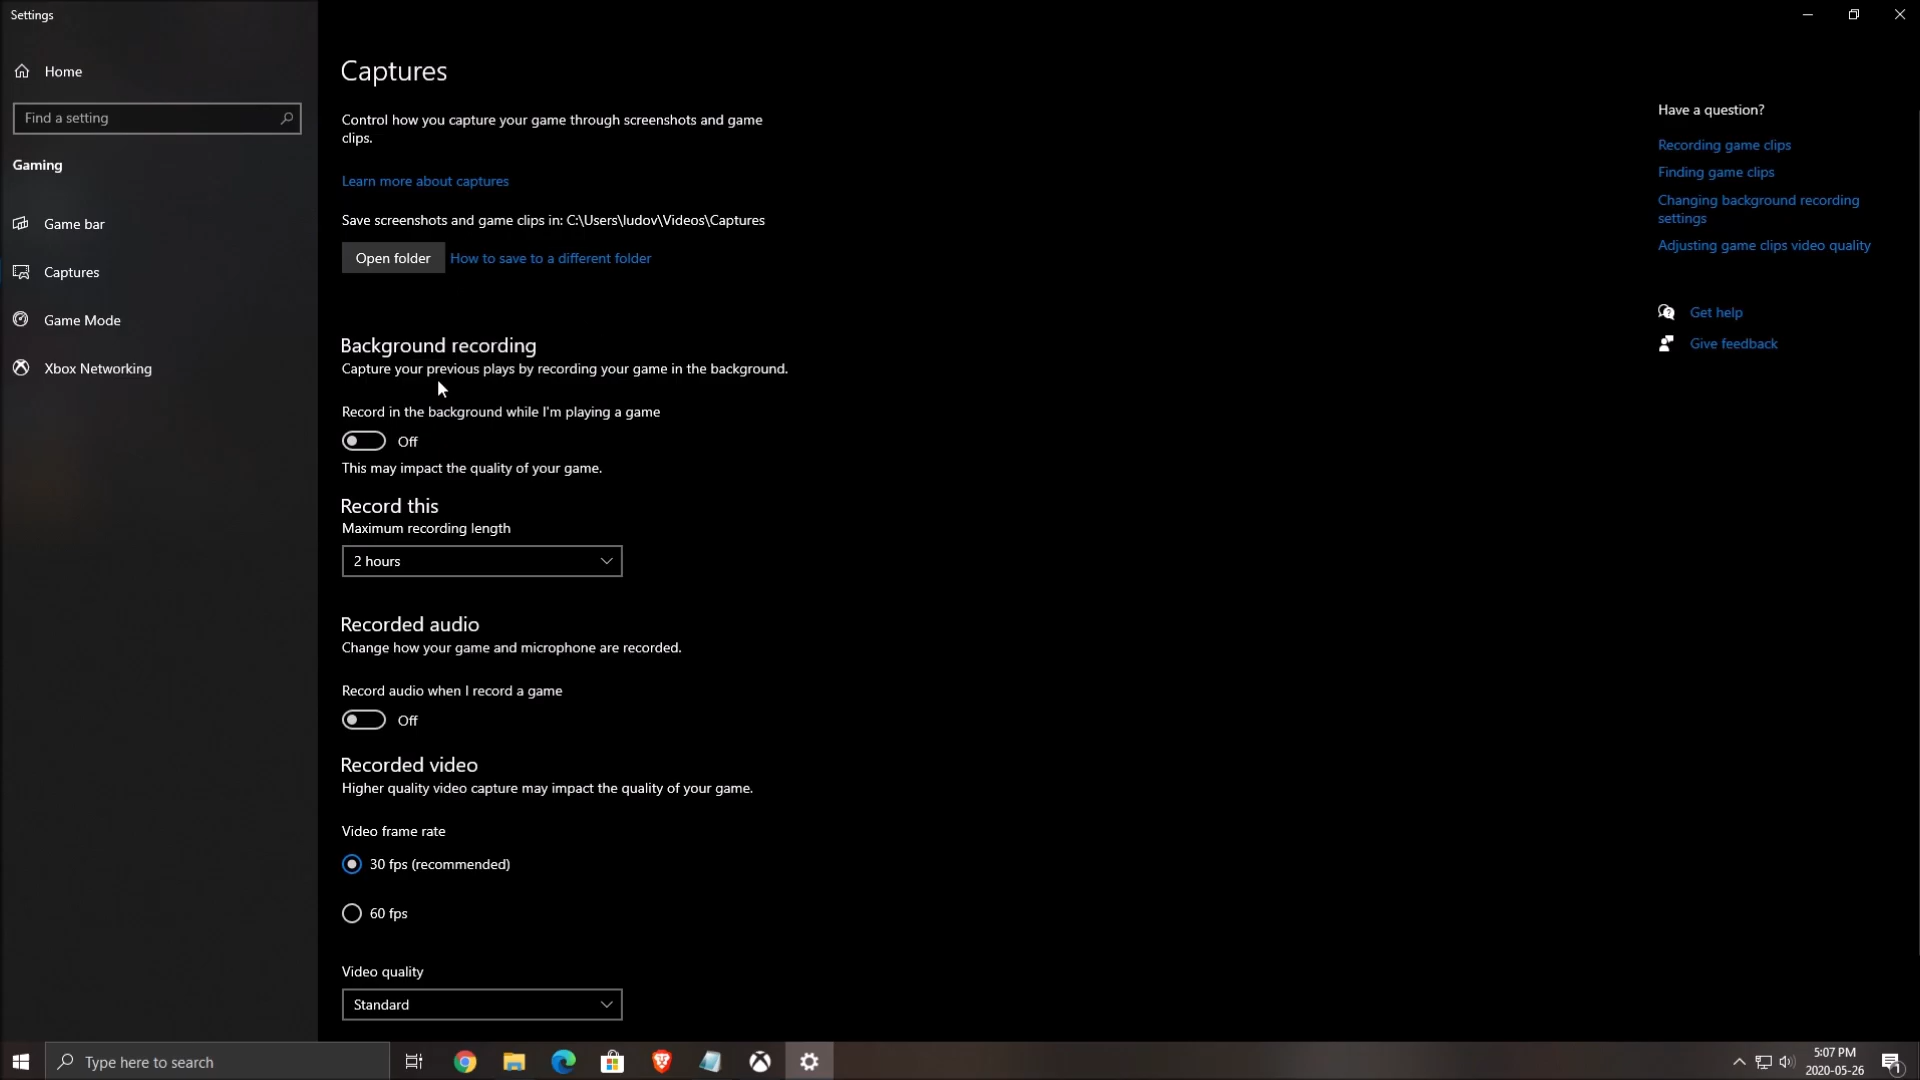 Settings
Home
Find a setting
Gaming
Game bar
Captures
Game Mode
Xbox Networking
Captures
Control how you capture your game through screenshots and game
clips.
Learn more about captures
Save screenshots and game clips in: C:\Users\ludov\Videos\Captures
Open folder
How to save to a different folder
Background recording
Capture your previous plays by recording your game in the background.
Record in the background while I'm playing a game
Off
This may impact the quality of your game.
Record this
Maximum recording length
2 hours
Recorded audio
Change how your game and microphone are recorded.
Record audio when I record a game
Off
Recorded video
Higher quality video capture may impact the quality of your game.
Video frame rate
30 fps (recommended)
60 fps
Video quality
Standard
Have a question?
Recording game clips
Finding game clips
Changing background recording
settings
Adjusting game clips video quality
Get help
Give feedback
Type here to search
5:07 PM
2020-05-26
1